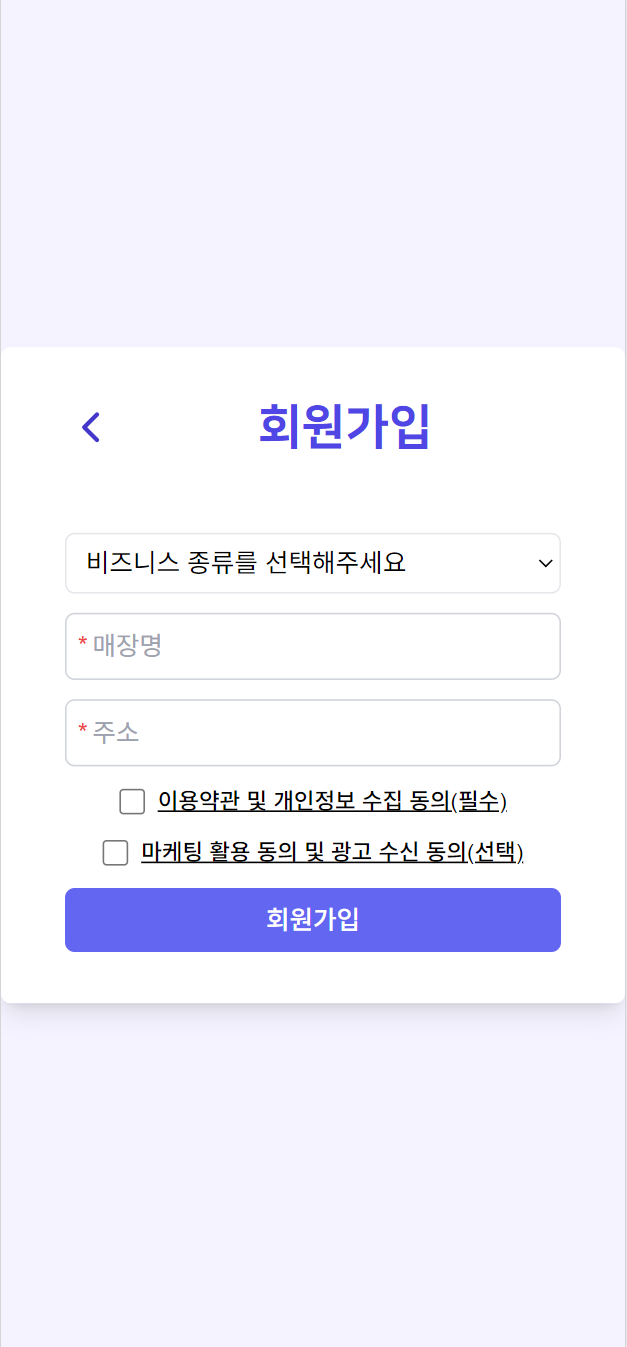 회원가입
비즈니스 종류를 선택해주세요
* 매장명
* 주소
이용약관 및 개인정보 수집 동의(필수)
마케팅 활용 동의 및 광고 수신 동의(선택)
회원가입